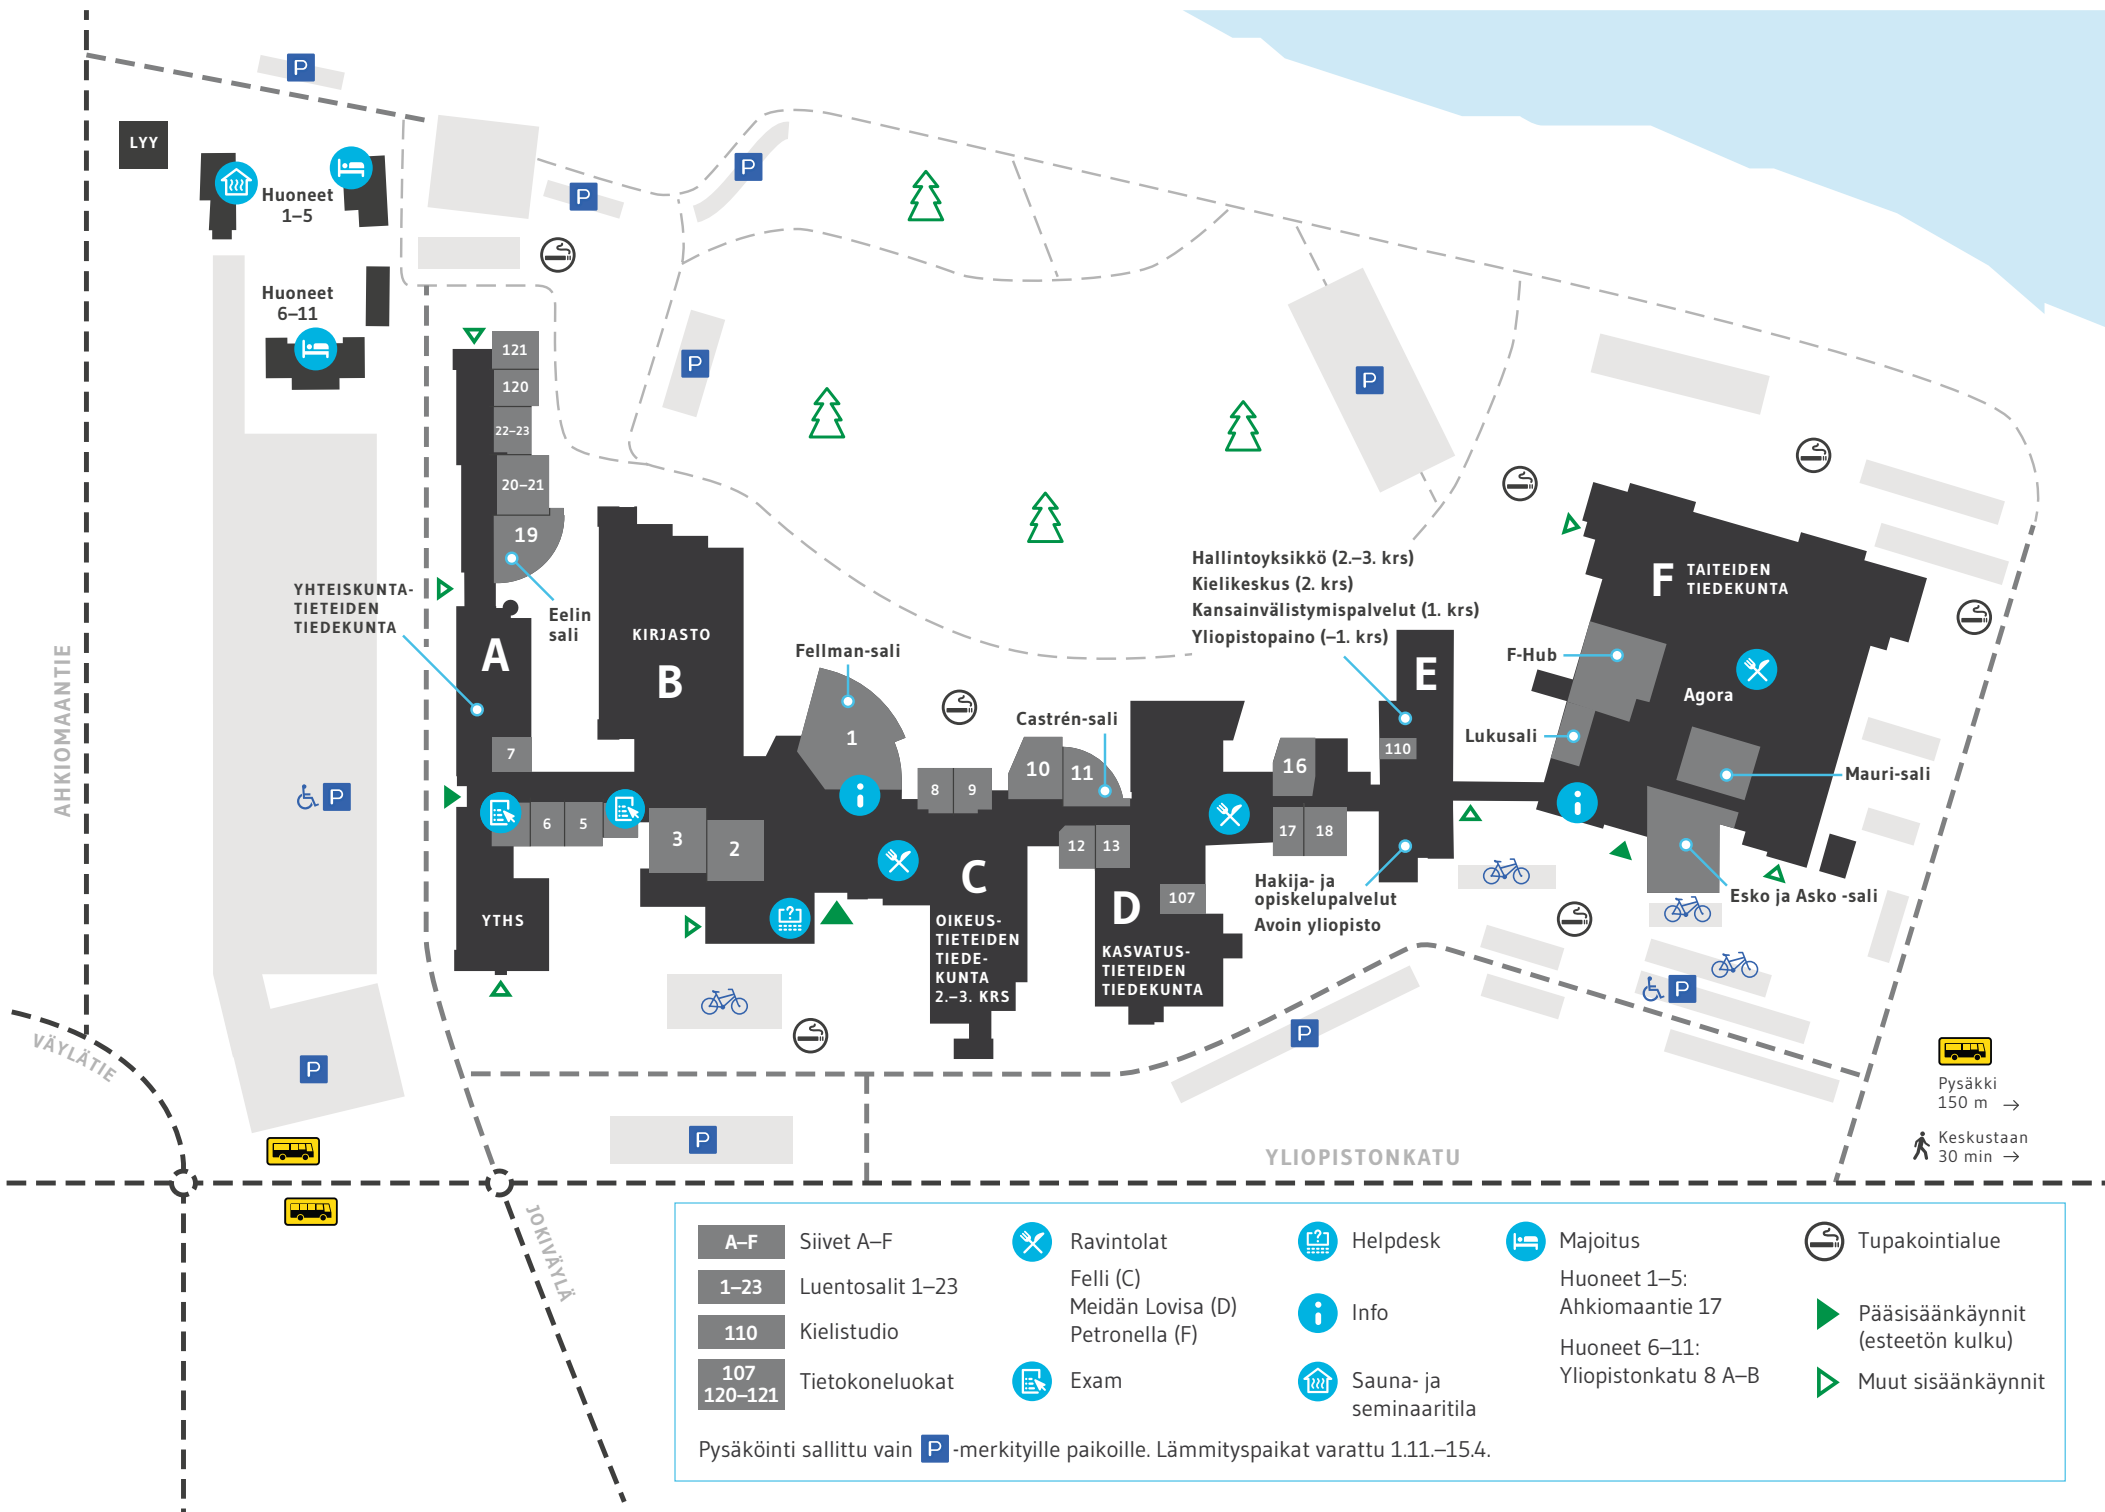 P
LYY
P
P
Huoneet
1–5
Huoneet
6–11
121
120
22–23
20–21
19
P
P
Hallintoyksikkö (2.–3. krs)
Kielikeskus (2. krs)
Kansainvälistymispalvelut (1. krs)
Yliopistopaino (–1. krs)
F
TAITEIDEN
TIEDEKUNTA
YHTEISKUNTA-
TIETEIDEN
TIEDEKUNTA
Eelin
sali
A
KIRJASTO
B
Fellman-sali
E
F-Hub
Agora
Castrén-sali
Lukusali
Mauri-sali
AHKIOMAANTIE
7
1
10
11
16
110
P
8
9
6
5
3
2
12
13
17
18
C
OIKEUS-
TIETEIDEN
TIEDE-
KUNTA
2.–3. KRS
D
107
KASVATUS-
TIETEIDEN
TIEDEKUNTA
Hakija- ja
opiskelupalvelut
Avoin yliopisto
Esko ja Asko -sali
YTHS
P
P
VÄYLÄTIE
P
Pysäkki
150 m →
P
YLIOPISTONKATU
Keskustaan
30 min →
JOKIVÄYLÄ
A–F Siivet A–F
1–23 Luentosalit 1–23
110 Kielistudio
107
120–121
Tietokoneluokat
Ravintolat
Felli (C)
Meidän Lovisa (D)
Petronella (F)
Exam
Helpdesk
Info
Sauna- ja
seminaaritila
Majoitus
Huoneet 1–5:
Ahkiomaantie 17
Huoneet 6–11:
Yliopistonkatu 8 A–B
Tupakointialue
Pääsisäänkäynnit
(esteetön kulku)
Muut sisäänkäynnit
Pysäköinti sallittu vain P -merkityille paikoille. Lämmityspaikat varattu 1.11.–15.4.